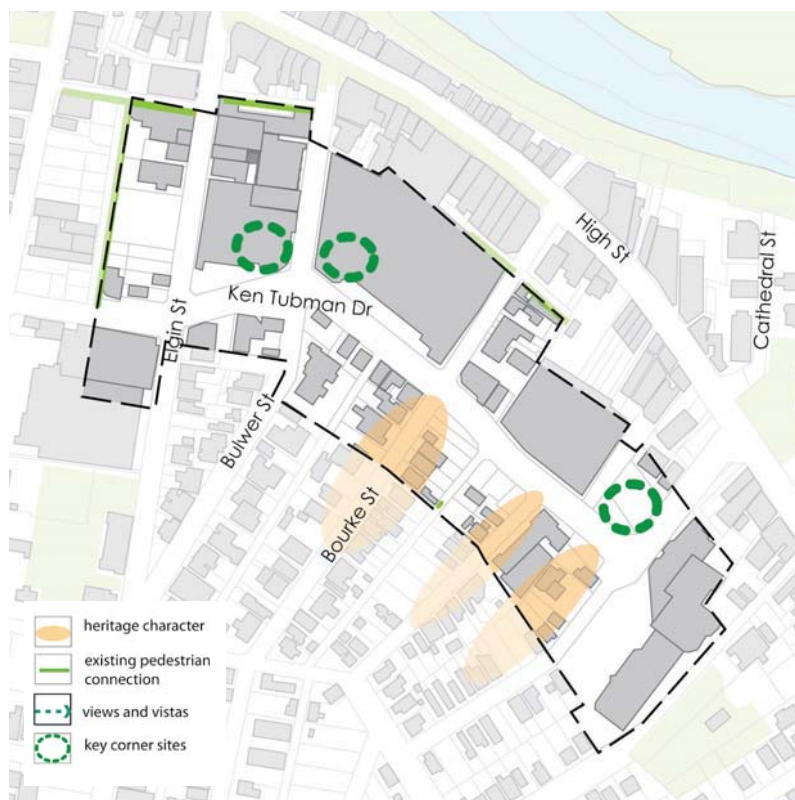 High St
Cathedral St
Ken Tubman Dr
Elgin St
Bulwer St
Bourke St
heritage character
existing pedestrian
connection
views and vistas
key corner sites